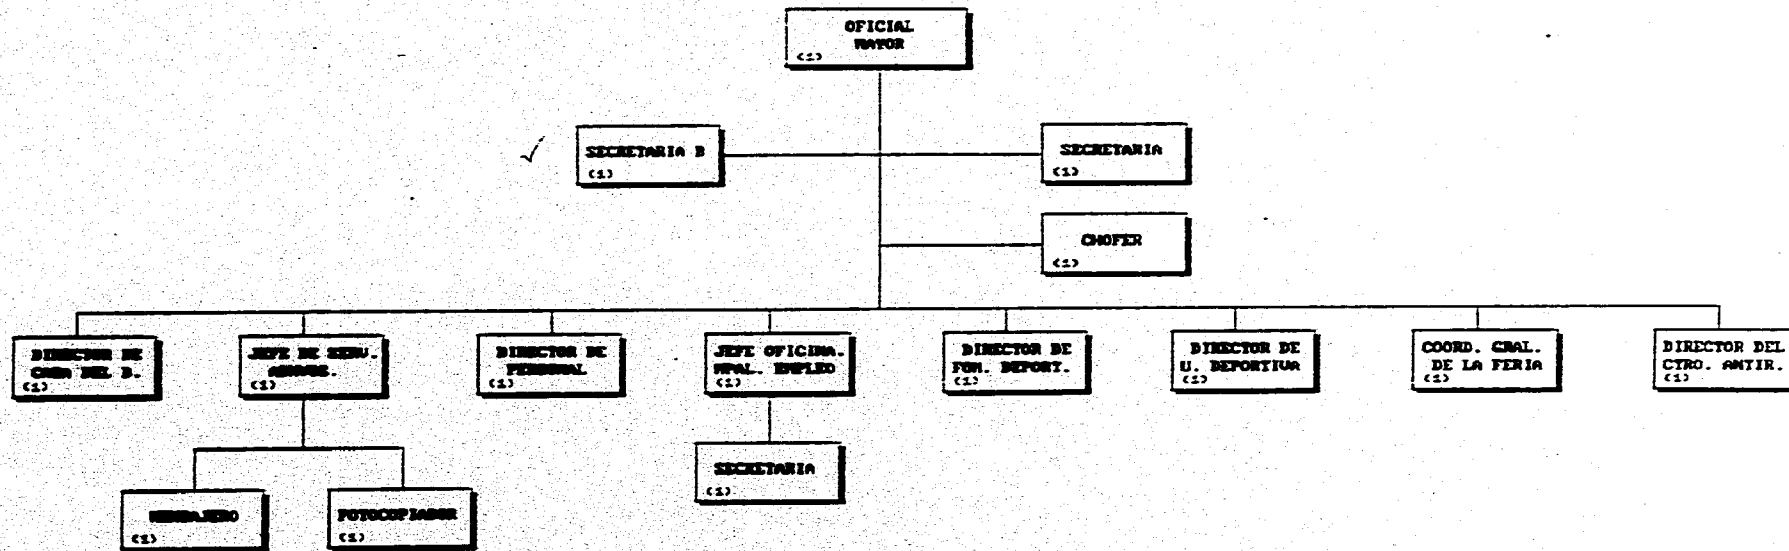 OFICIAL
MAYOR
(1)
SECRETARIA B
(1)
SECRETARIA
(1)
CHOFER
(1)
DIRECTOR DE
CASA DEL D.
(1)
JEFE DE SERV.
(1)
DIRECTOR DE
PERSONAL
(1)
JEFE OFICINA.
MPAL. EMPLEO
(1)
DIRECTOR DE
FOM. DEPORT.
(1)
DIRECTOR DE
U. DEPORTIVA
(1)
COORD. GRAL.
DE LA FERIA
(1)
DIRECTOR DEL
CTRO. ANTIR.
(1)
SECRETARIA
(1)
MENSAJERO
(1)
FOTOCOPIADOR
(1)